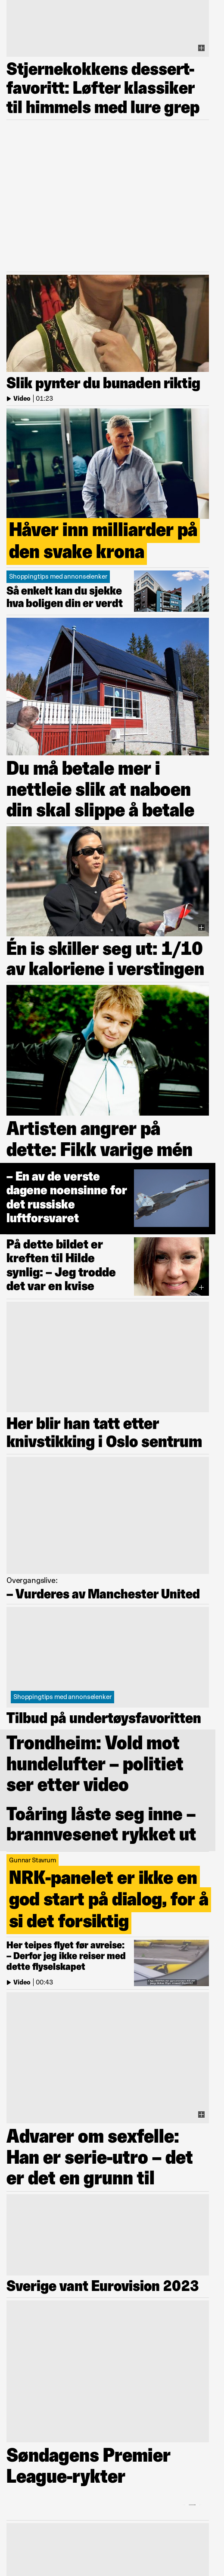 Stjernekokkens dessert-
favoritt: Løfter klassiker
til himmels med lure grep
Slik pynter du bunaden riktig
Video | 01:23
Håver inn milliarder på
den svake krona
Shoppingtips med annonselenker
Så enkelt kan du sjekke
hva boligen din er verdt
Du må betale mer i
nettleie slik at naboen
din skal slippe å betale
Én is skiller seg ut: 1/10
av kaloriene i verstingen
Artisten angrer på
dette: Fikk varige mén
– En av de verste
dagene noensinne for
det russiske
luftforsvaret
På dette bildet er
kreften til Hilde
synlig: – Jeg trodde
det var en kvise
Her blir han tatt etter
knivstikking i Oslo sentrum
Overgangslive:
– Vurderes av Manchester United
Shoppingtips med annonselenker
Tilbud på undertøysfavoritten
Trondheim: Vold mot
hundelufter – politiet
ser etter video
Toåring låste seg inne –
brannvesenet rykket ut
Gunnar Stavrum
NRK-panelet er ikke en
god start på dialog, for å
si det forsiktig
Her teipes flyet før avreise:
– Derfor jeg ikke reiser med
dette flyselskapet
Video | 00:43
Advarer om sexfelle:
Han er serie-utro – det
er det en grunn til
Sverige vant Eurovision 2023
Søndagens Premier
League-rykter